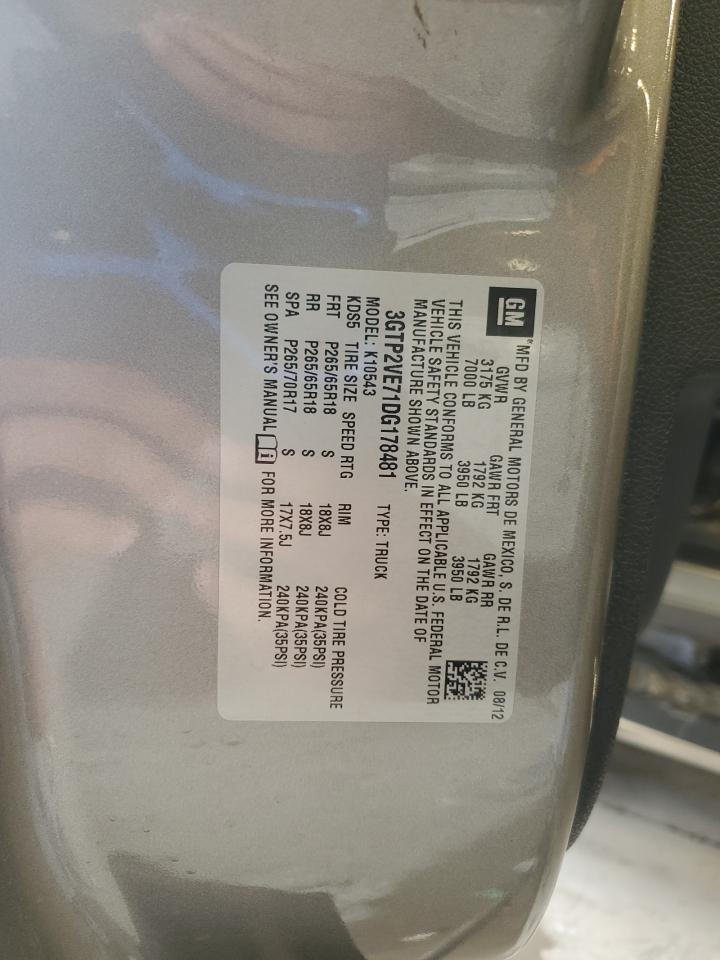 GM
® MFD BY GENERAL MOTORS DE MEXICO, S. DE R.L. DE C.V. 08/12
GVWR GAWR FRT GAWR RR
3175 KG 1792 KG 1792 KG
7000 LB 3950 LB 3950 LB
THIS VEHICLE CONFORMS TO ALL APPLICABLE U.S. FEDERAL MOTOR
VEHICLE SAFETY STANDARDS IN EFFECT ON THE DATE OF
MANUFACTURE SHOWN ABOVE.
3GTP2VE71DG178481 TYPE: TRUCK
MODEL: K10543
KDS5 TIRE SIZE SPEED RTG RIM COLD TIRE PRESSURE
FRT P265/65R18 S 18X8J 240KPA(35PSI)
RR P265/65R18 S 18X8J 240KPA(35PSI)
SPA P265/70R17 S 17X7.5J 240KPA(35PSI)
SEE OWNER'S MANUAL i FOR MORE INFORMATION.